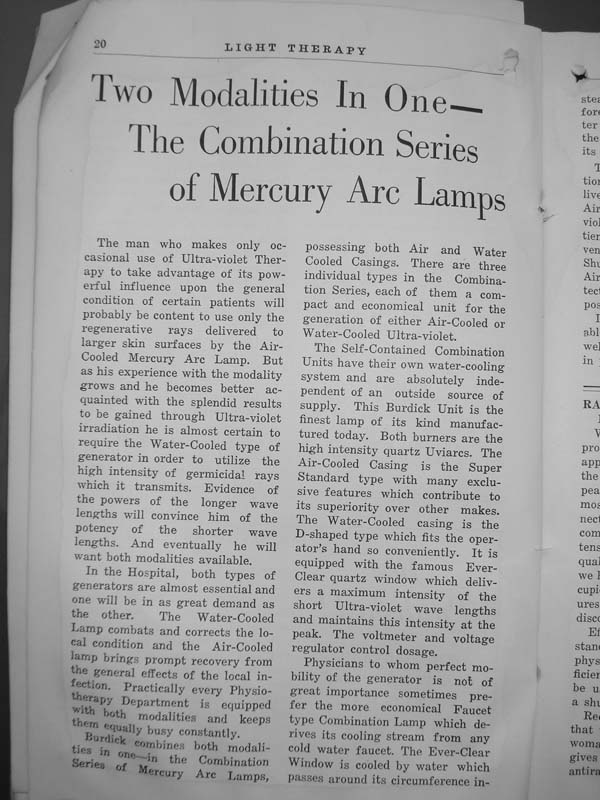 20
LIGHT THERAPY
Two Modalities In One—
The Combination Series
of Mercury Arc Lamps
The man who makes only oc-
casional use of Ultra-violet Ther-
apy to take advantage of its pow-
erful influence upon the general
condition of certain patients will
probably be content to use only the
regenerative rays delivered to
larger skin surfaces by the Air-
Cooled Mercury Arc Lamp. But
as his experience with the modality
grows and he becomes better ac-
quainted with the splendid results
to be gained through Ultra-violet
irradiation he is almost certain to
require the Water-Cooled type of
generator in order to utilize the
high intensity of germicidal rays
which it transmits. Evidence of
the powers of the longer wave
lengths will convince him of the
potency of the shorter wave
lengths. And eventually he will
want both modalities available.
In the Hospital, both types of
generators are almost essential and
one will be in as great demand as
the other. The Water-Cooled
Lamp combats and corrects the lo-
cal condition and the Air-Cooled
lamp brings prompt recovery from
the general effects of the local in-
fection. Practically every Physio-
therapy Department is equipped
with both modalities and keeps
them equally busy constantly.
Burdick combines both modali-
ties in one—in the Combination
Series of Mercury Arc Lamps,
possessing both Air and Water
Cooled Casings. There are three
individual types in the Combina-
tion Series, each of them a com-
pact and economical unit for the
generation of either Air-Cooled or
Water-Cooled Ultra-violet.
The Self-Contained Combination
Units have their own water-cooling
system and are absolutely inde-
pendent of an outside source of
supply. This Burdick Unit is the
finest lamp of its kind manufac-
tured today. Both burners are the
high intensity quartz Uviarcs. The
Air-Cooled Casing is the Super
Standard type with many exclu-
sive features which contribute to
its superiority over other makes.
The Water-Cooled casing is the
D-shaped type which fits the oper-
ator's hand so conveniently. It is
equipped with the famous Ever-
Clear quartz window which deliv-
ers a maximum intensity of the
short Ultra-violet wave lengths
and maintains this intensity at the
peak. The voltmeter and voltage
regulator control dosage.
Physicians to whom perfect mo-
bility of the generator is not of
great importance sometimes pre-
fer the more economical Faucet
type Combination Lamp which de-
rives its cooling stream from any
cold water faucet. The Ever-Clear
Window is cooled by water which
passes around its circumference in-